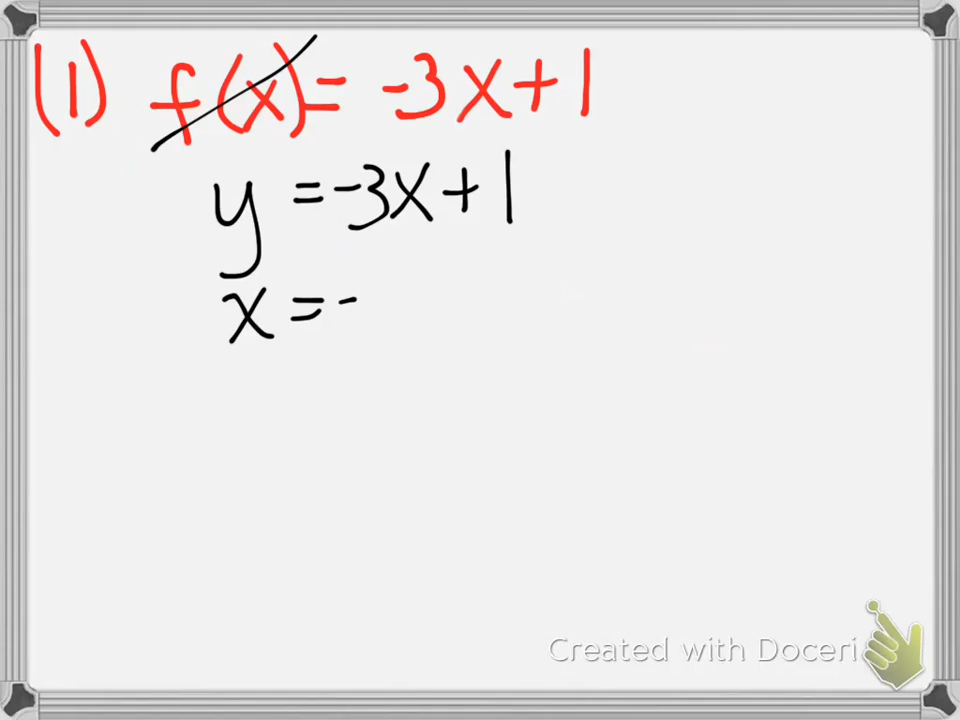 (1) f(x)= -3x+1
y = -3x+1
x = -
Created with Doceri